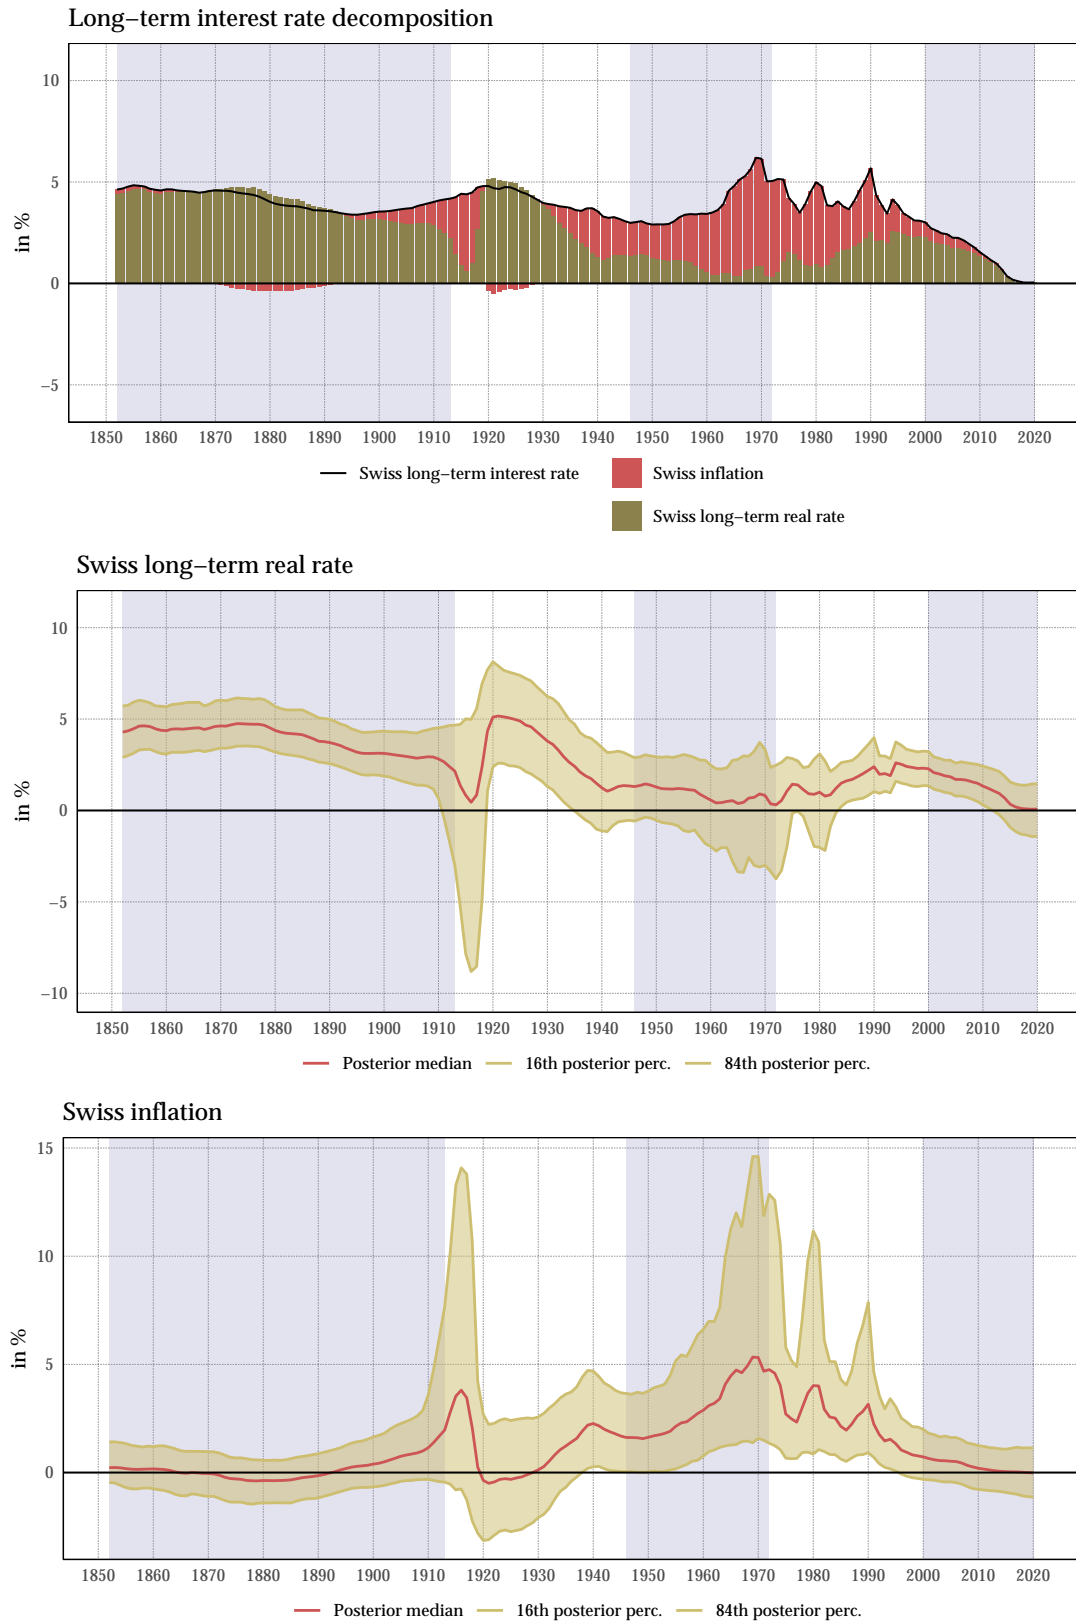 Long–term interest rate decomposition
10
5
0
–5
in %
1850 1860 1870 1880 1890 1900 1910 1920 1930 1940 1950 1960 1970 1980 1990 2000 2010 2020
Swiss long–term interest rate
Swiss inflation
Swiss long–term real rate
Swiss long–term real rate
10
5
0
–5
–10
in %
1850 1860 1870 1880 1890 1900 1910 1920 1930 1940 1950 1960 1970 1980 1990 2000 2010 2020
Posterior median 16th posterior perc. 84th posterior perc.
Swiss inflation
15
10
5
0
in %
1850 1860 1870 1880 1890 1900 1910 1920 1930 1940 1950 1960 1970 1980 1990 2000 2010 2020
Posterior median 16th posterior perc. 84th posterior perc.